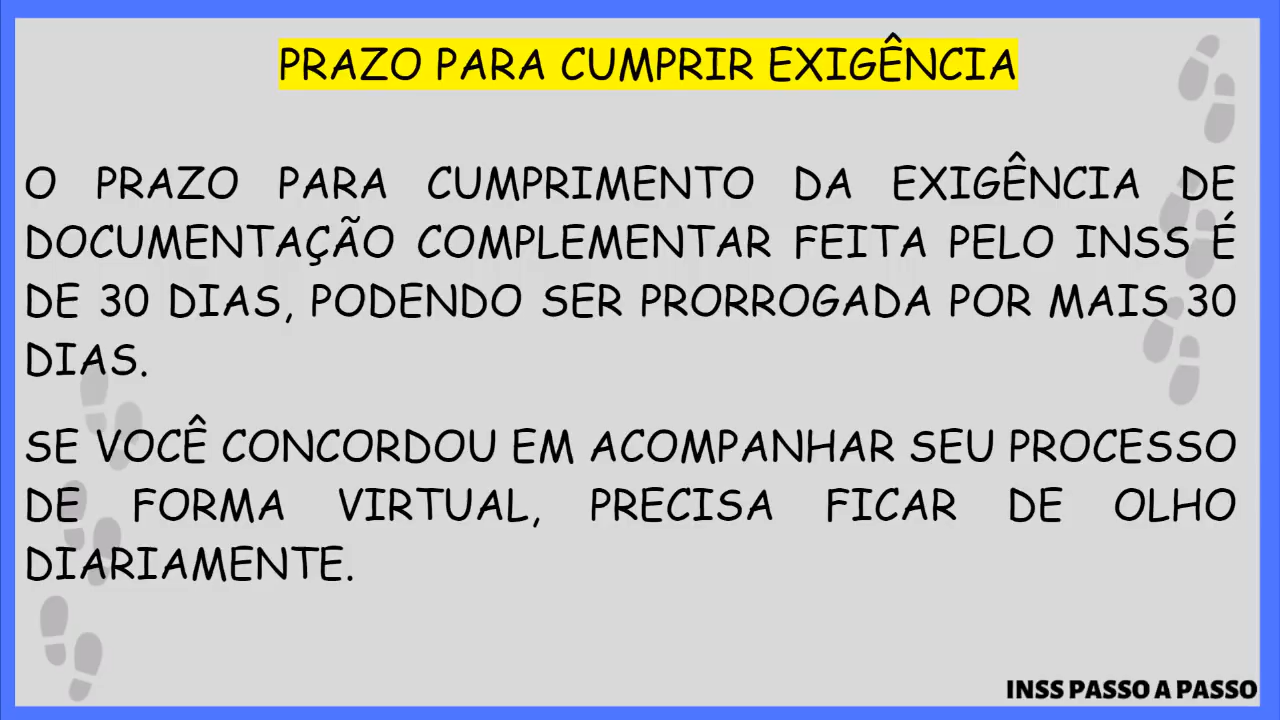 PRAZO PARA CUMPRIR EXIGÊNCIA
O PRAZO PARA CUMPRIMENTO DA EXIGÊNCIA DE
DOCUMENTAÇÃO COMPLEMENTAR FEITA PELO INSS É
DE 30 DIAS, PODENDO SER PRORROGADA POR MAIS 30
DIAS.
SE VOCÊ CONCORDOU EM ACOMPANHAR SEU PROCESSO
DE FORMA VIRTUAL, PRECISA FICAR DE OLHO
DIARIAMENTE.
INSS PASSO A PASSO